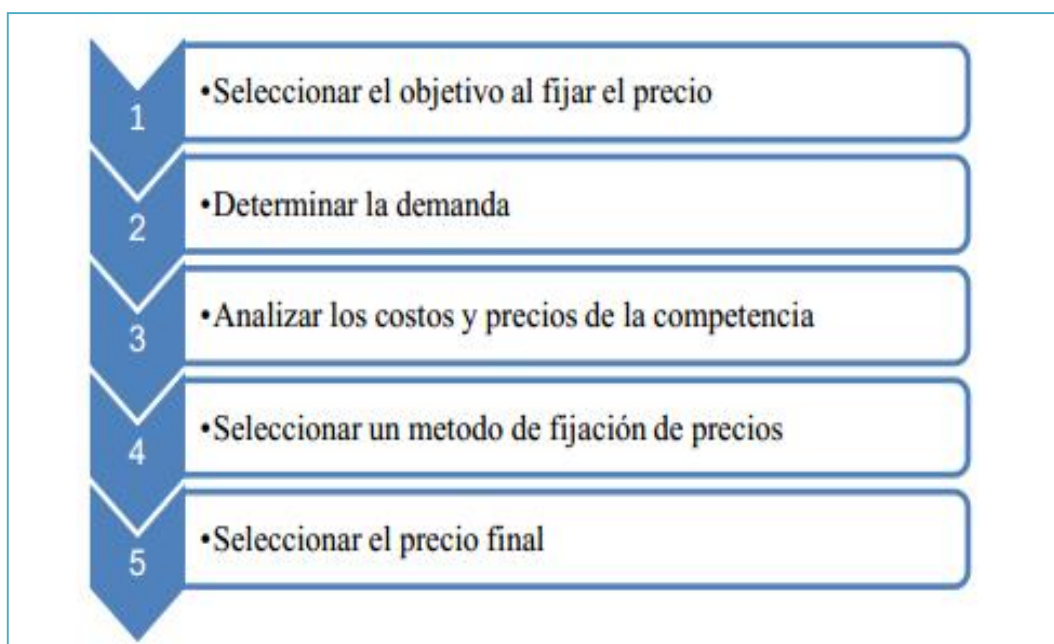 1
•Seleccionar el objetivo al fijar el precio
2
•Determinar la demanda
3
•Analizar los costos y precios de la competencia
4
•Seleccionar un metodo de fijación de precios
5
•Seleccionar el precio final